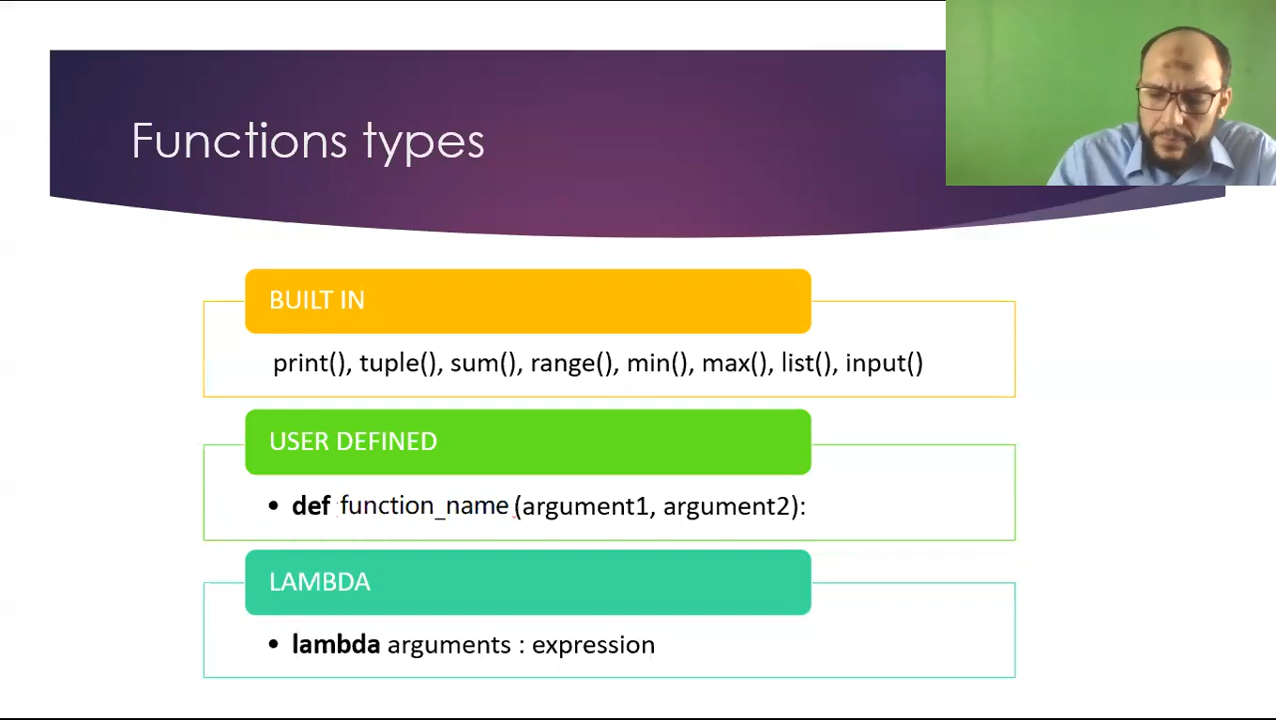 Functions types
BUILT IN
print(), tuple(), sum(), range(), min(), max(), list(), input()
USER DEFINED
• def function_name (argument1, argument2):
LAMBDA
• lambda arguments : expression